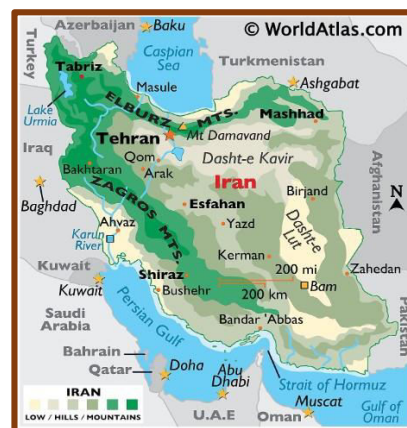 Azerbaijan
Baku
© WorldAtlas.com
Turkey
Caspian
Sea
Turkmenistan
Tabriz
Masule
Ashgabat
Lake
Urmia
ELBURZ MTS.
Mashhad
Tehran
Mt Damavand
Iraq
Qom
Dasht-e Kavir
Bakhtaran
Arak
Iran
Afghanistan
Baghdad
ZAGROS MTS.
Esfahan
Birjand
Ahvaz
Yazd
Dasht-e
Lut
Karun
River
Kerman
200 mi
Zahedan
Kuwait
Shiraz
Kuwait
Bushehr
200 km
Bam
Saudi
Arabia
Persian Gulf
Bandar 'Abbas
Pakistan
Bahrain
Qatar
Doha
Abu
Dhabi
Strait of Hormuz
IRAN
LOW / HILLS / MOUNTAINS
U.A.E
Oman
Muscat
Gulf of
Oman
N